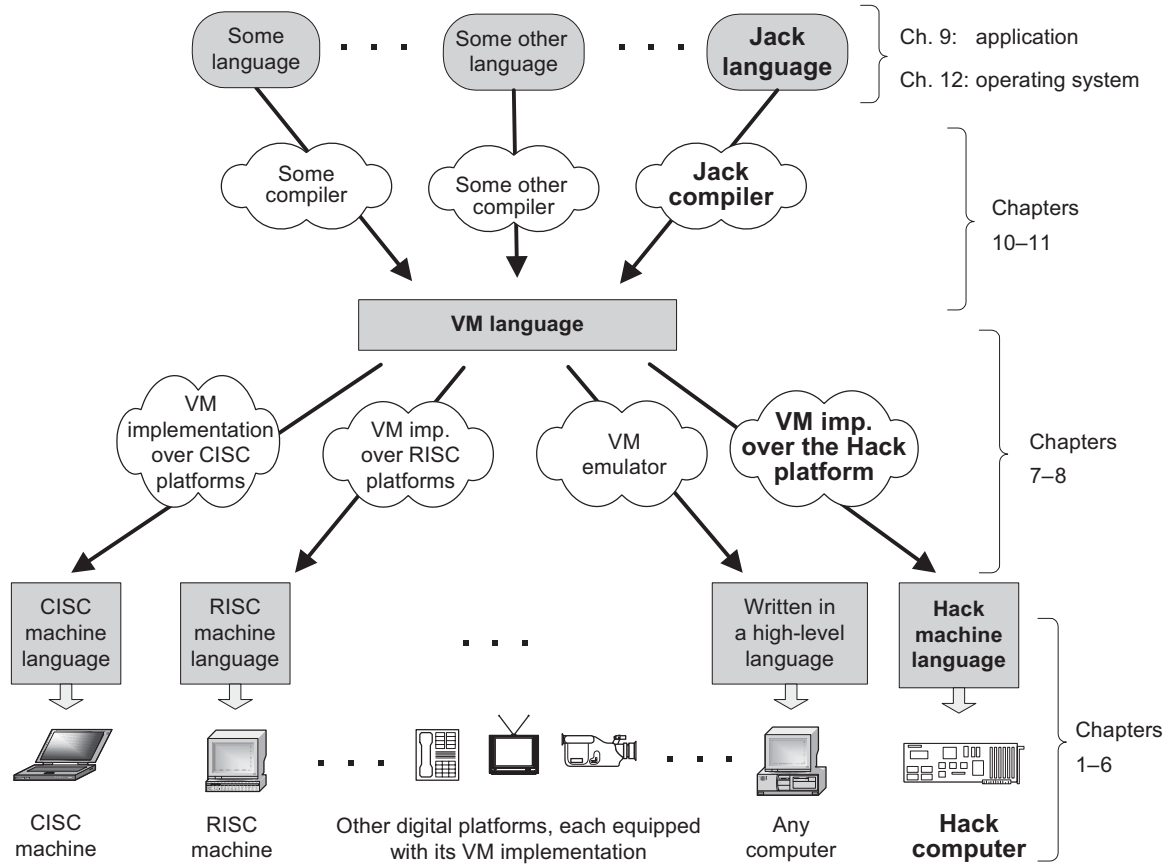 Some
language
Some other
language
Jack
language
Ch. 9: application
Ch. 12: operating system
Some
compiler
Some other
compiler
Jack
compiler
Chapters
10–11
VM language
VM
implementation
over CISC
platforms
VM imp.
over RISC
platforms
VM
emulator
VM imp.
over the Hack
platform
Chapters
7–8
CISC
machine
language
RISC
machine
language
Written in
a high-level
language
Hack
machine
language
Chapters
1–6
CISC
machine
RISC
machine
Other digital platforms, each equipped
with its VM implementation
Any
computer
Hack
computer